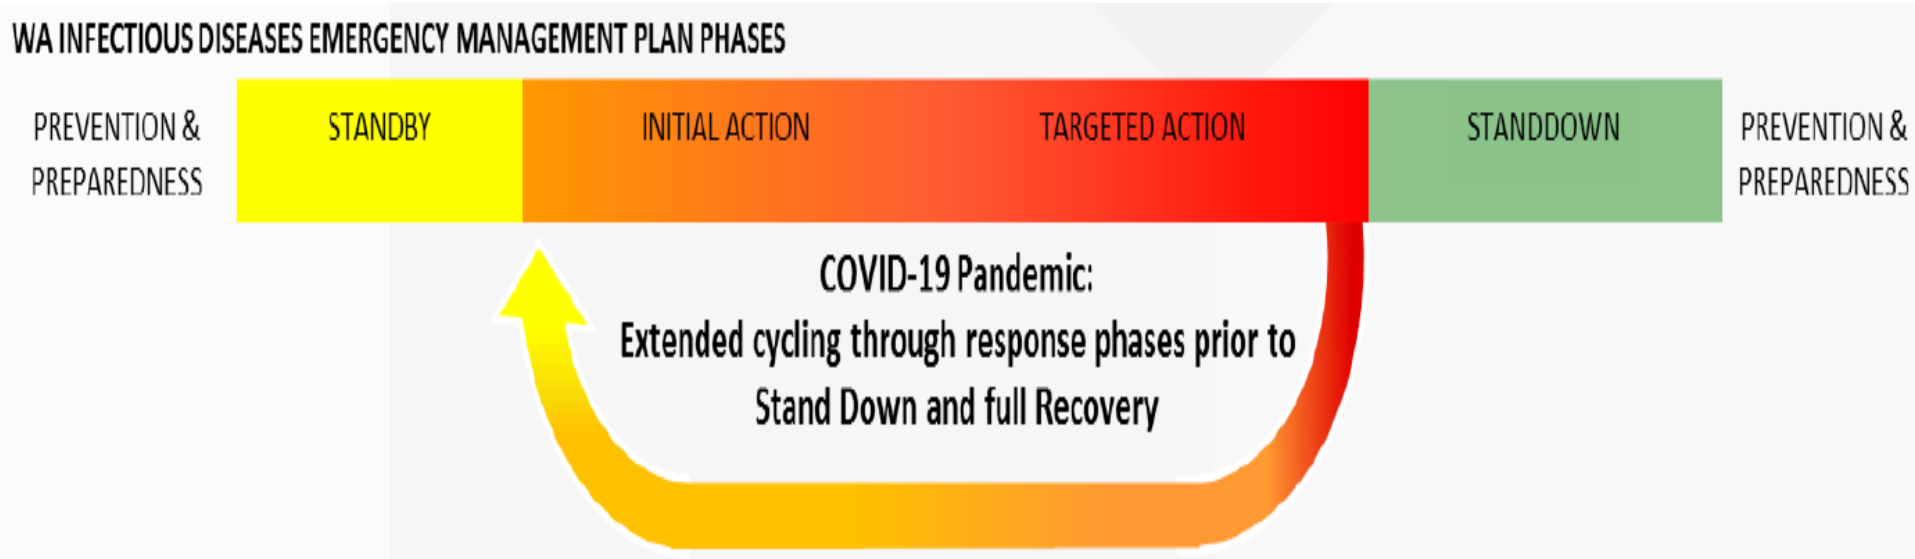 WA INFECTIOUS DISEASES EMERGENCY MANAGEMENT PLAN PHASES
PREVENTION &
PREPAREDNESS
STANDBY
INITIAL ACTION
TARGETED ACTION
STANDDOWN
PREVENTION &
PREPAREDNESS
COVID-19 Pandemic:
Extended cycling through response phases prior to
Stand Down and full Recovery